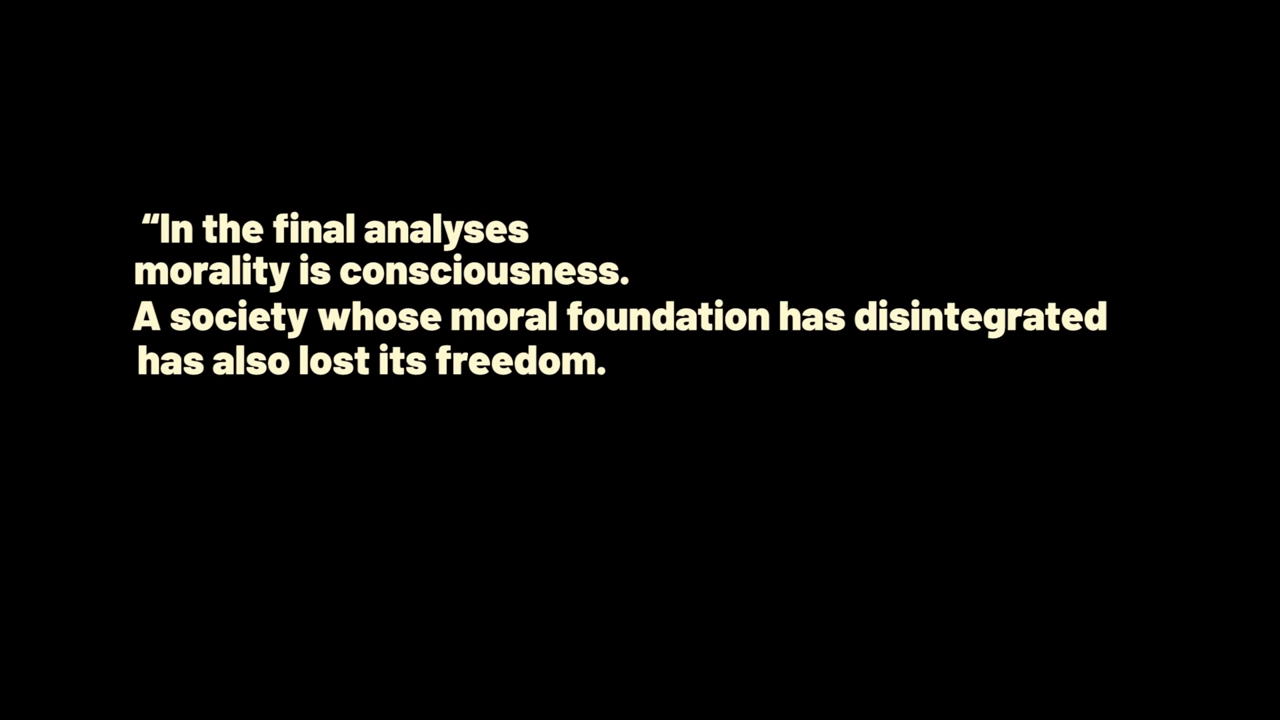 “In the final analyses
morality is consciousness.
A society whose moral foundation has disintegrated
has also lost its freedom.